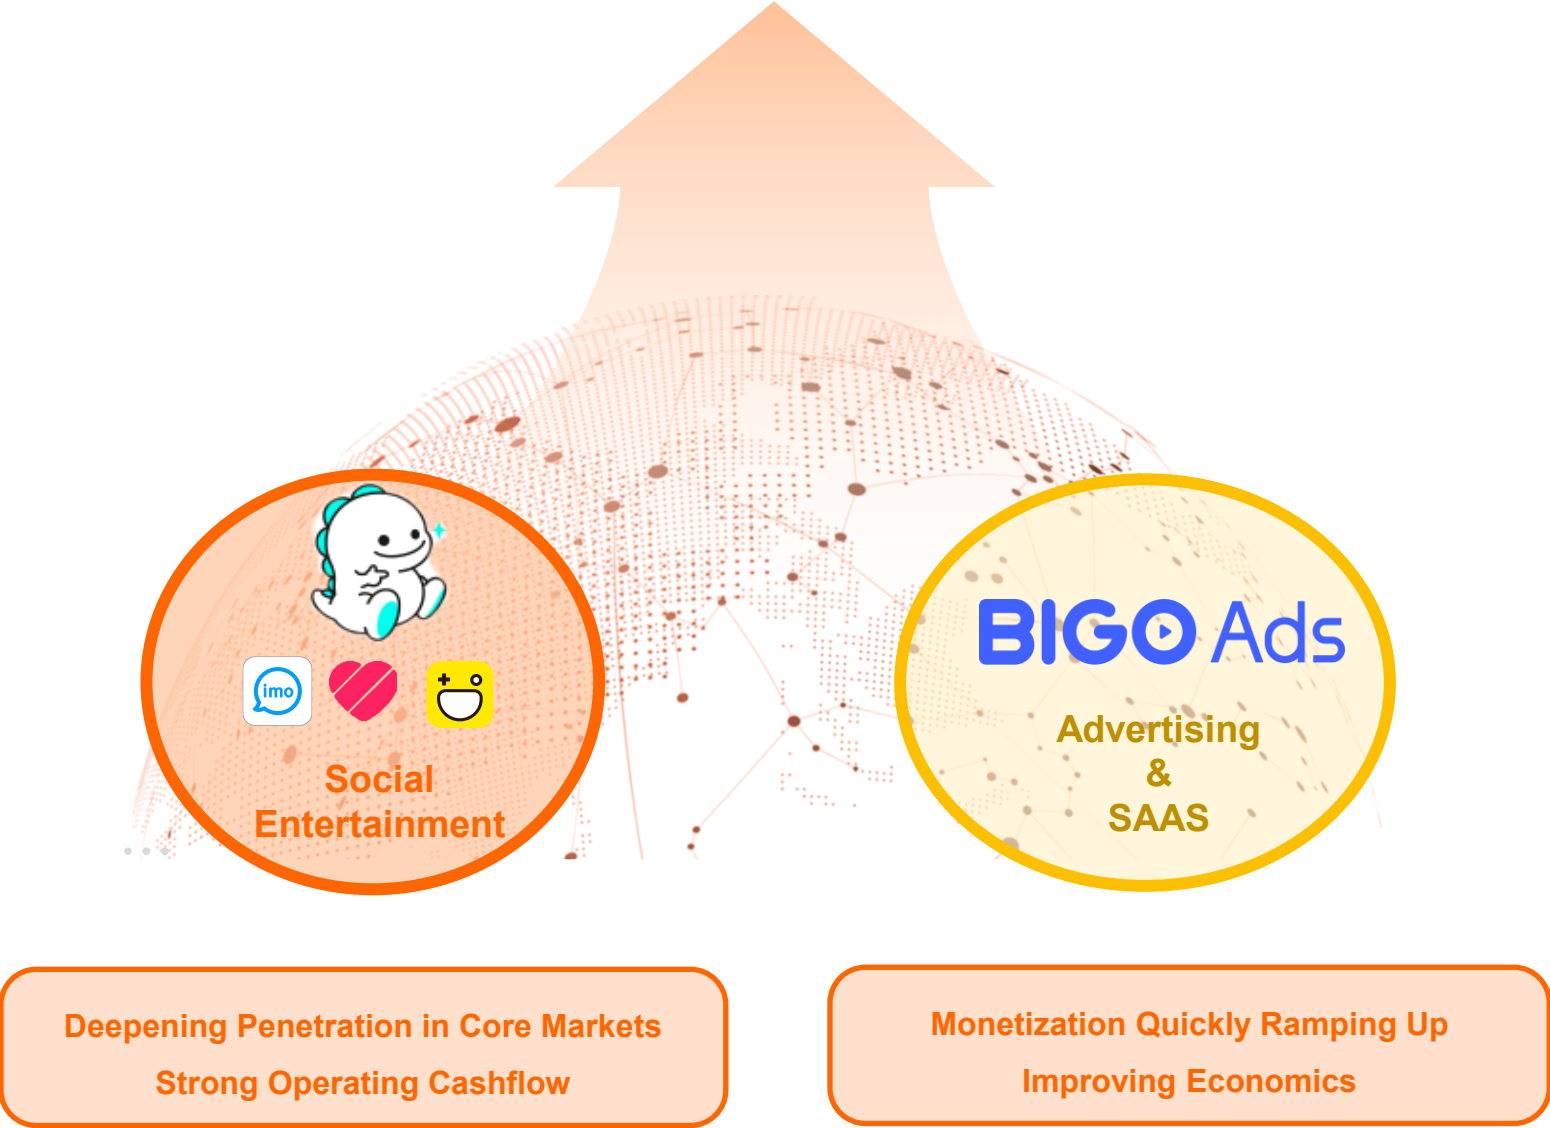 imo
Social
Entertainment
BIGO Ads
Advertising
&
SAAS
Deepening Penetration in Core Markets
Strong Operating Cashflow
Monetization Quickly Ramping Up
Improving Economics